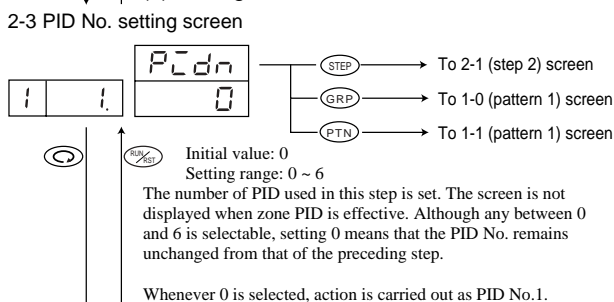 2-3 PID No. setting screen
PIdn
STEP
To 2-1 (step 2) screen
1 1.
0
GRP
To 1-0 (pattern 1) screen
PTN
To 1-1 (pattern 1) screen
RUN/RST
Initial value: 0
Setting range: 0 ~ 6
The number of PID used in this step is set. The screen is not
displayed when zone PID is effective. Although any between 0
and 6 is selectable, setting 0 means that the PID No. remains
unchanged from that of the preceding step.
Whenever 0 is selected, action is carried out as PID No.1.